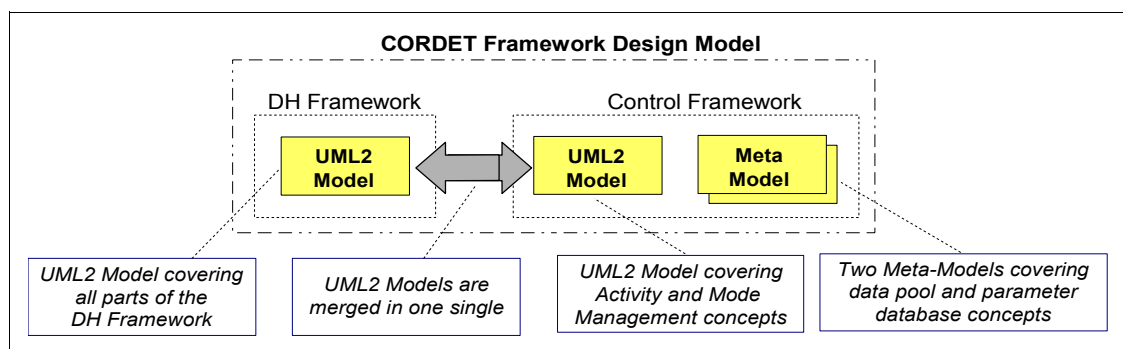 CORDET Framework Design Model
DH Framework
Control Framework
UML2
Model
UML2
Model
Meta
Model
UML2 Model covering
all parts of the
DH Framework
UML2 Models are
merged in one single
UML2 Model covering
Activity and Mode
Management concepts
Two Meta-Models covering
data pool and parameter
database concepts